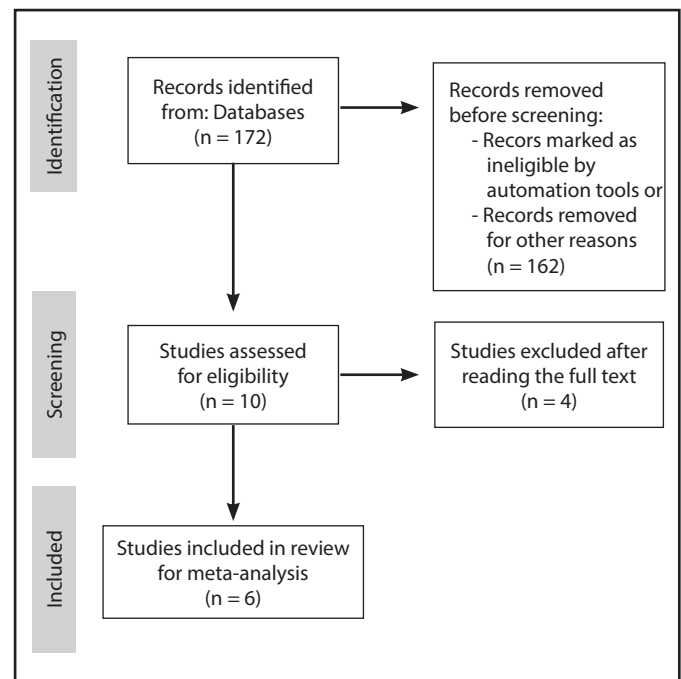 Identification
Records identified
from: Databases
(n = 172)
Records removed
before screening:
- Recors marked as
ineligible by
automation tools or
- Records removed
for other reasons
(n = 162)
Screening
Studies assessed
for eligibility
(n = 10)
Studies excluded after
reading the full text
(n = 4)
Included
Studies included in review
for meta-analysis
(n = 6)